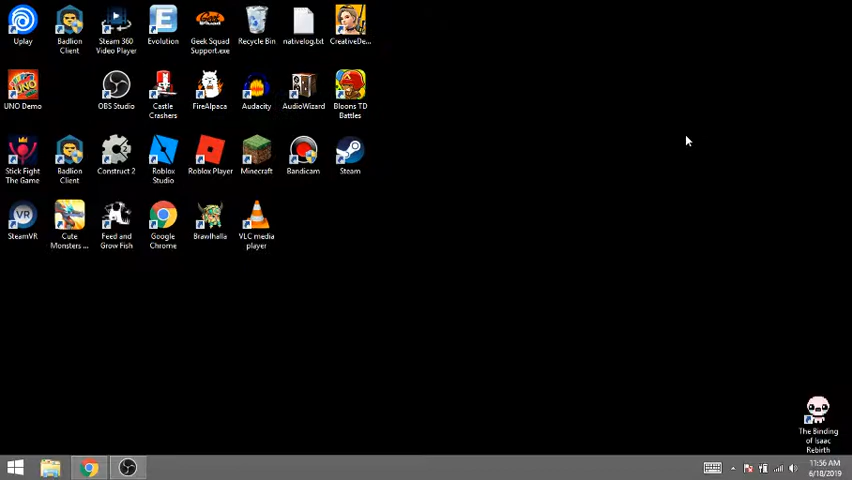 Uplay
Badlion
Client
Steam 360
Video Player
Evolution
Geek Squad
Support.exe
Recycle Bin
nativelog.txt
CreativeDe...
UNO Demo
OBS Studio
Castle
Crashers
FireAlpaca
Audacity
AudioWizard
Bloons TD
Battles
Stick Fight
The Game
Badlion
Client
Construct 2
Roblox
Studio
Roblox Player
Minecraft
Bandicam
Steam
SteamVR
Cute
Monsters ...
Feed and
Grow Fish
Google
Chrome
Brawlhalla
VLC media
player
The Binding
of Isaac
Rebirth
11:56 AM
6/18/2019